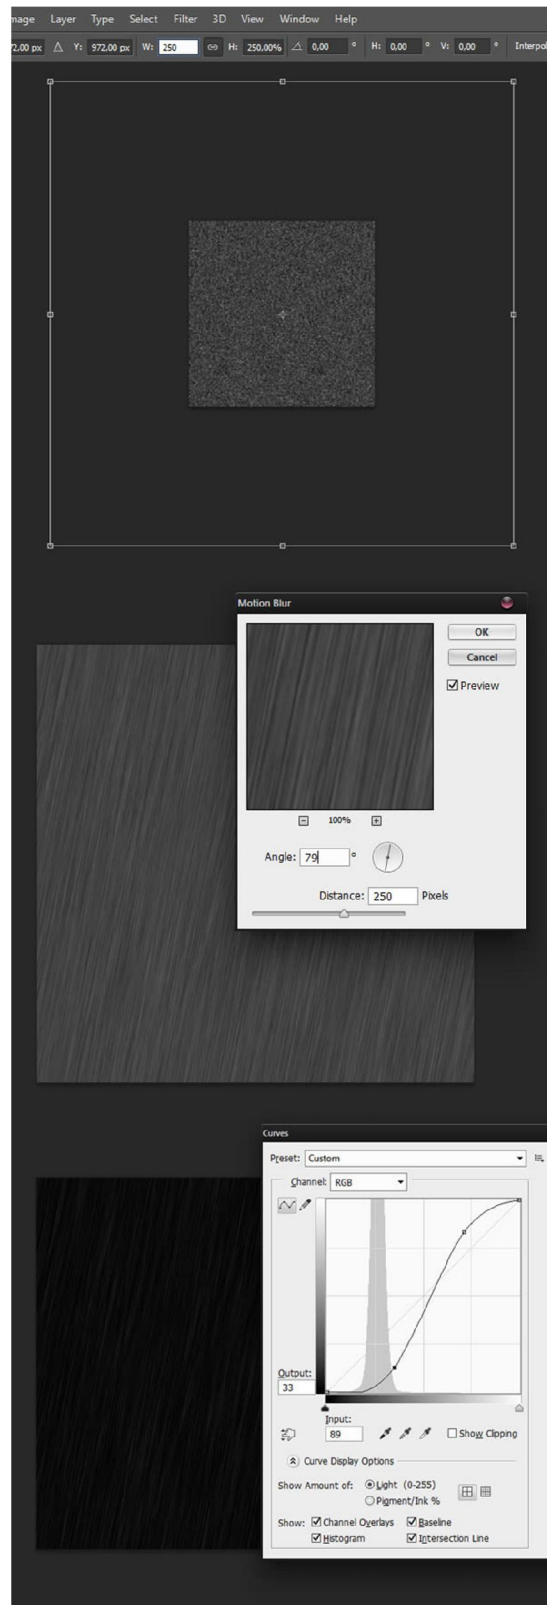 mage Layer Type Select Filter 3D View Window Help
2,00 px Y: 972,00 px W: 250 H: 250,00% 0,00 ° H: 0,00 ° V: 0,00 ° Interpol
Motion Blur
OK
Cancel
Preview
100%
Angle: 79 °
Distance: 250 Pixels
Curves
Preset: Custom
Channel: RGB
Output:
33
Input:
89
Show Clipping
Curve Display Options
Show Amount of: Light (0-255)
Pigment/Ink %
Show: Channel Overlays Baseline
Histogram Intersection Line